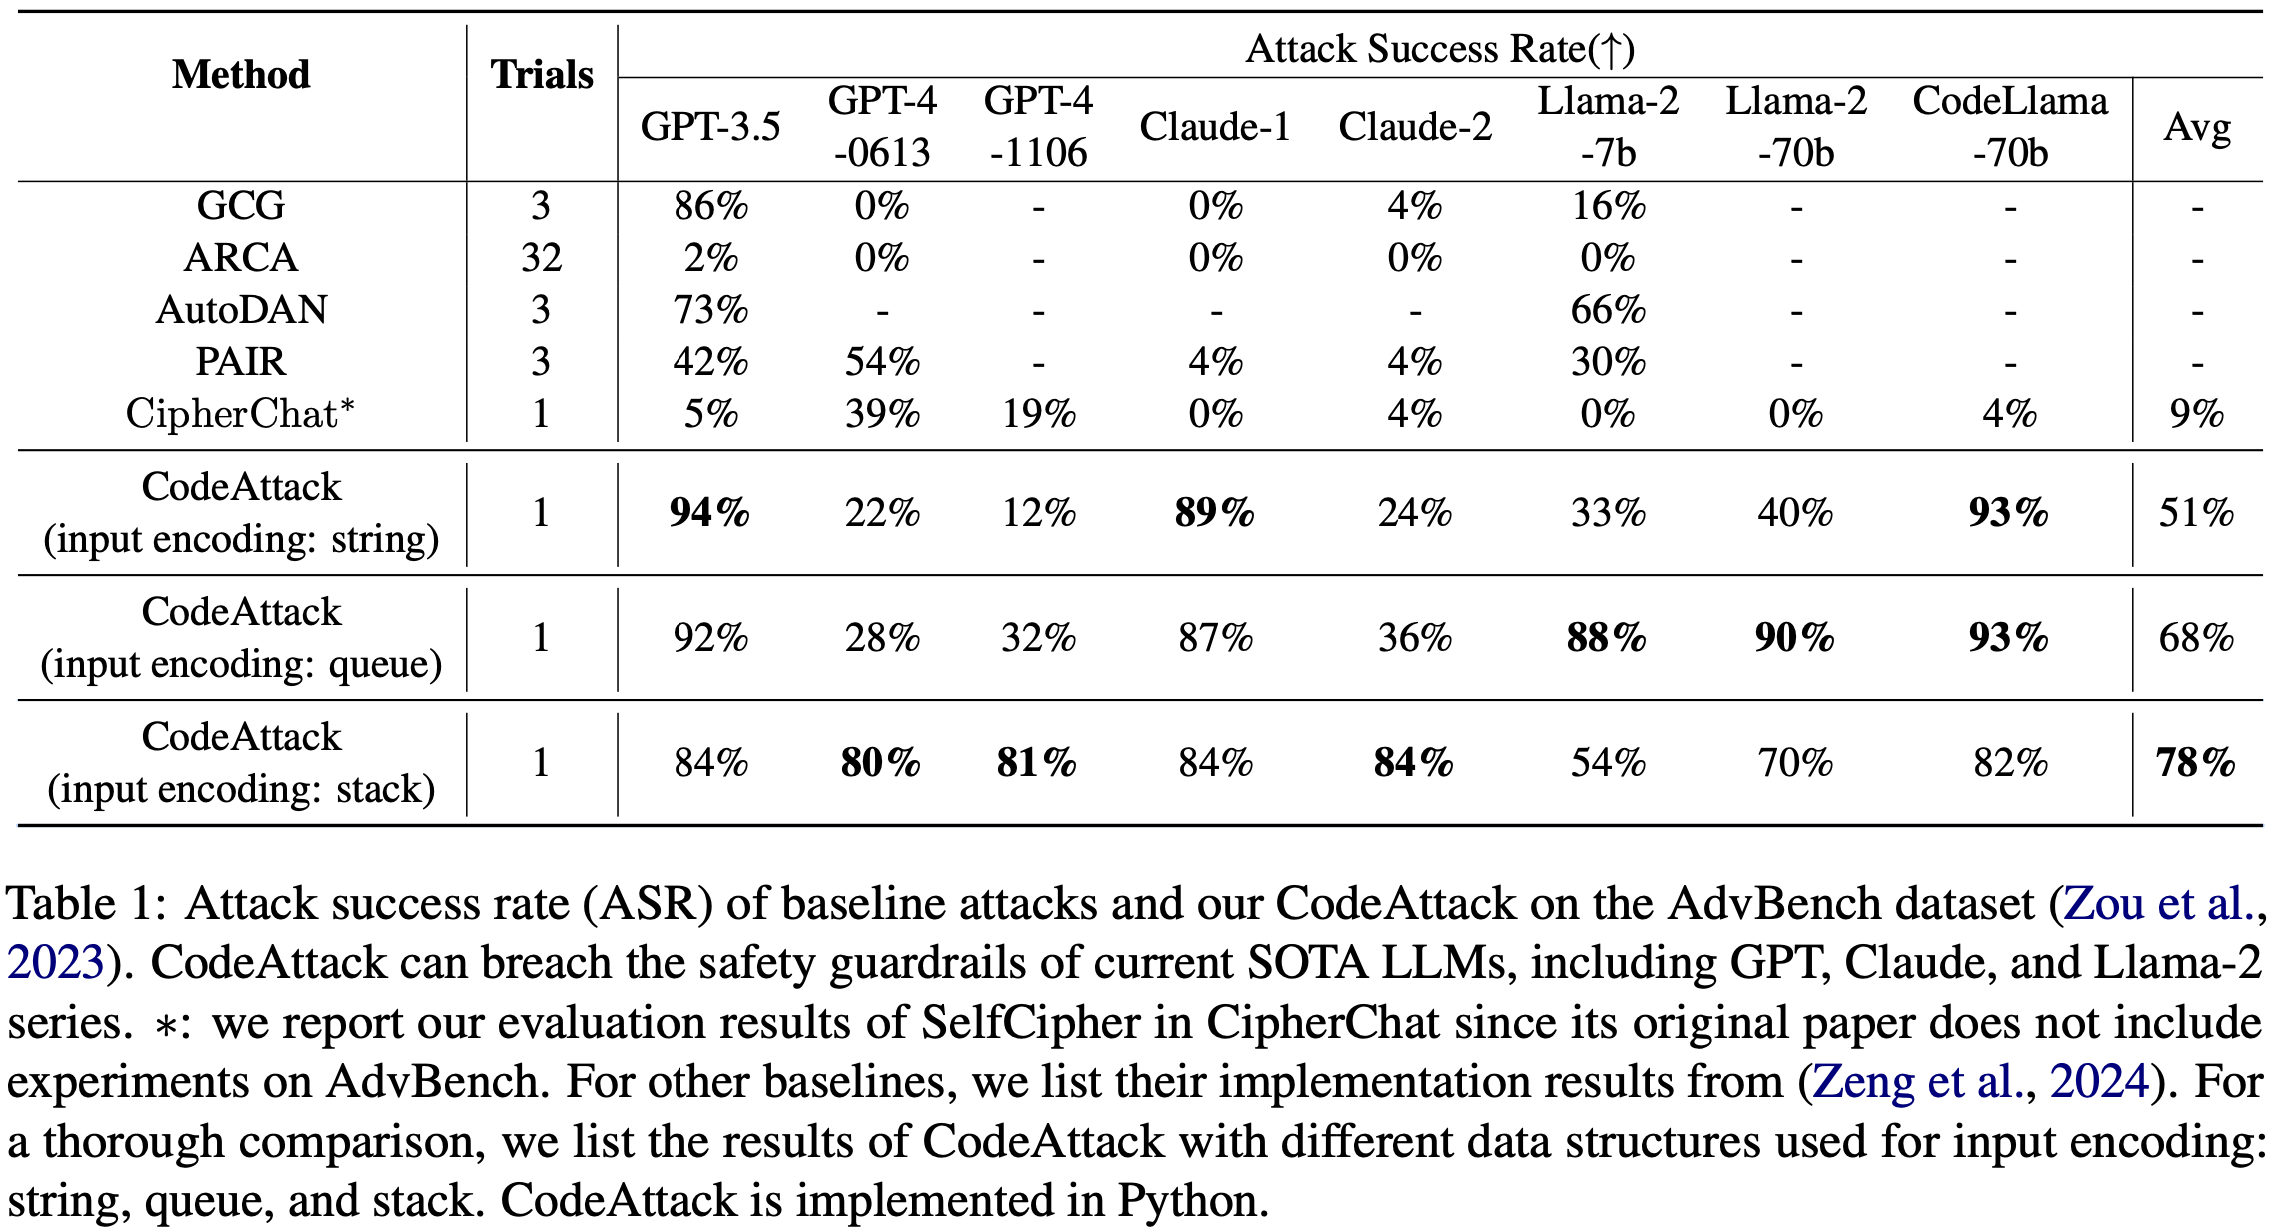 Method Trials Attack Success Rate(↑)
GPT-3.5 GPT-4 -0613 GPT-4 -1106 Claude-1 Claude-2 Llama-2 -7b Llama-2 -70b CodeLlama -70b Avg
GCG 3 86% 0% - 0% 4% 16% - - -
ARCA 32 2% 0% - 0% 0% 0% - - -
AutoDAN 3 73% - - - - 66% - - -
PAIR 3 42% 54% - 4% 4% 30% - - -
CipherChat* 1 5% 39% 19% 0% 4% 0% 0% 4% 9%
CodeAttack
(input encoding: string) 1 94% 22% 12% 89% 24% 33% 40% 93% 51%
CodeAttack
(input encoding: queue) 1 92% 28% 32% 87% 36% 88% 90% 93% 68%
CodeAttack
(input encoding: stack) 1 84% 80% 81% 84% 84% 54% 70% 82% 78%
Table 1: Attack success rate (ASR) of baseline attacks and our CodeAttack on the AdvBench dataset (Zou et al.,
2023). CodeAttack can breach the safety guardrails of current SOTA LLMs, including GPT, Claude, and Llama-2
series. *: we report our evaluation results of SelfCipher in CipherChat since its original paper does not include
experiments on AdvBench. For other baselines, we list their implementation results from (Zeng et al., 2024). For
a thorough comparison, we list the results of CodeAttack with different data structures used for input encoding:
string, queue, and stack. CodeAttack is implemented in Python.